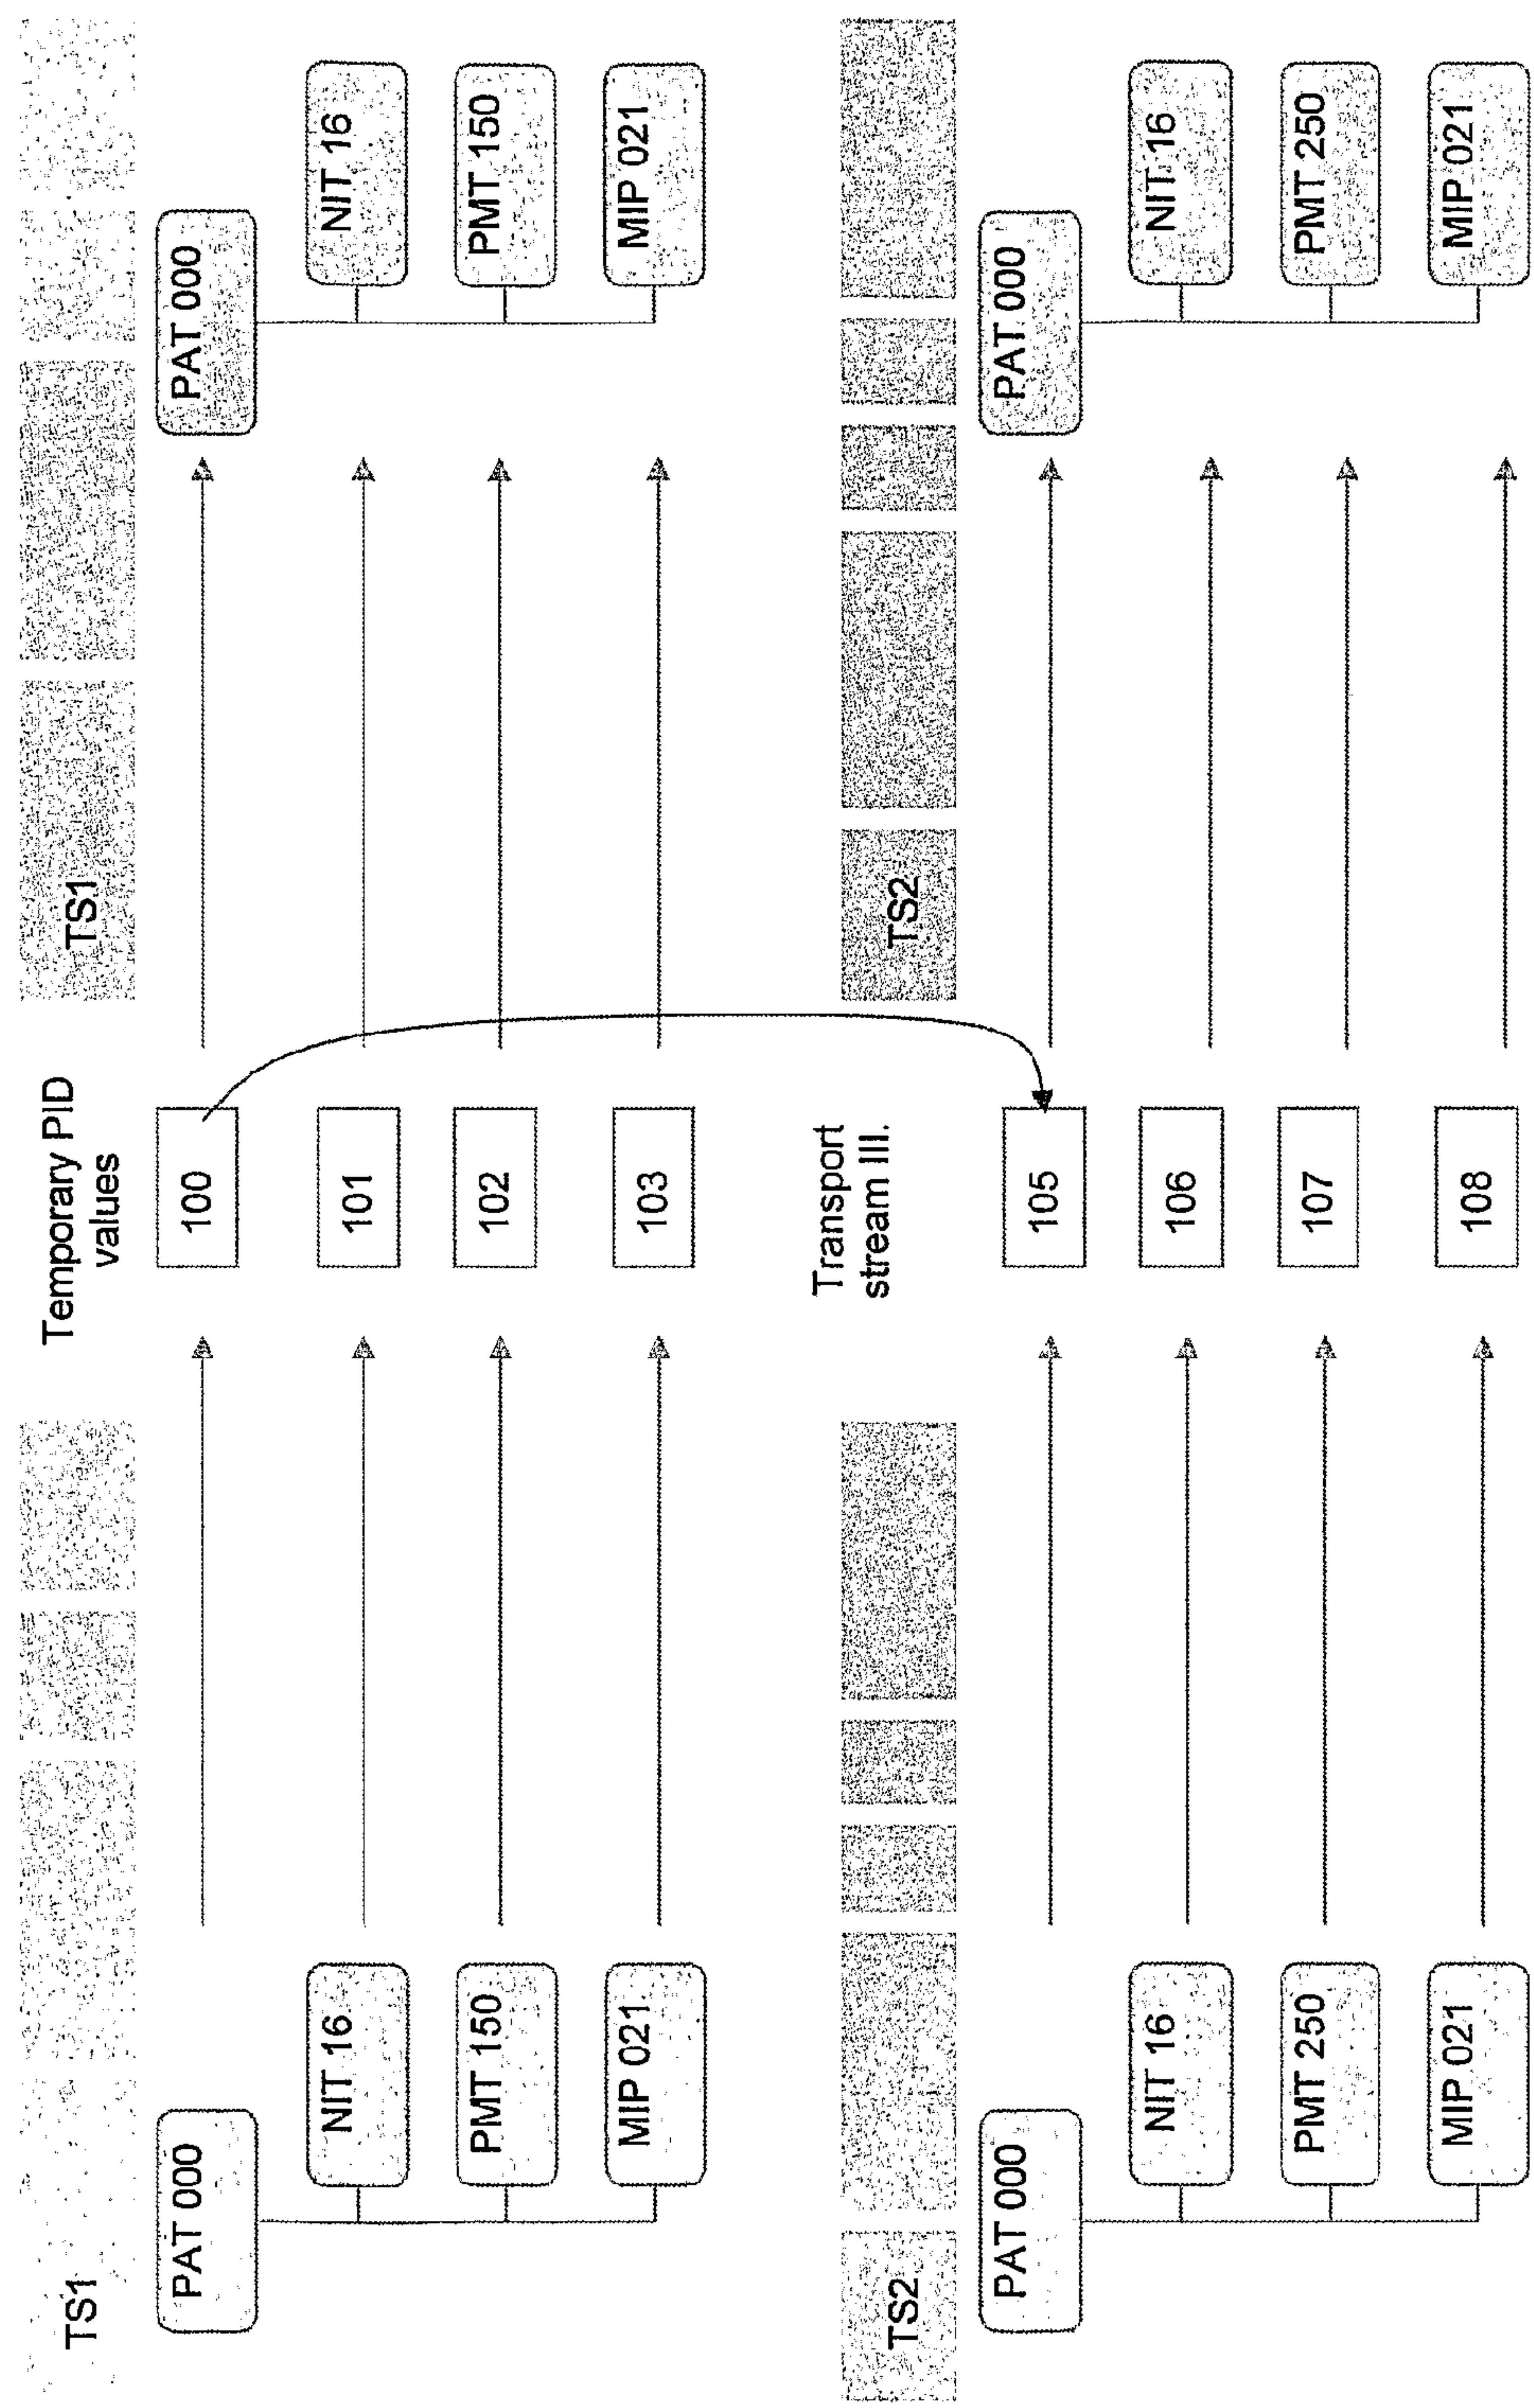 TS1
Temporary PID
values
TS1
PAT 000
100
PAT 000
NIT 16
101
NIT 16
PMT 150
102
PMT 150
MIP 021
103
MIP 021
TS2
Transport
stream III.
TS2
PAT 000
105
PAT 000
NIT 16
106
NIT 16
PMT 250
107
PMT 250
MIP 021
108
MIP 021